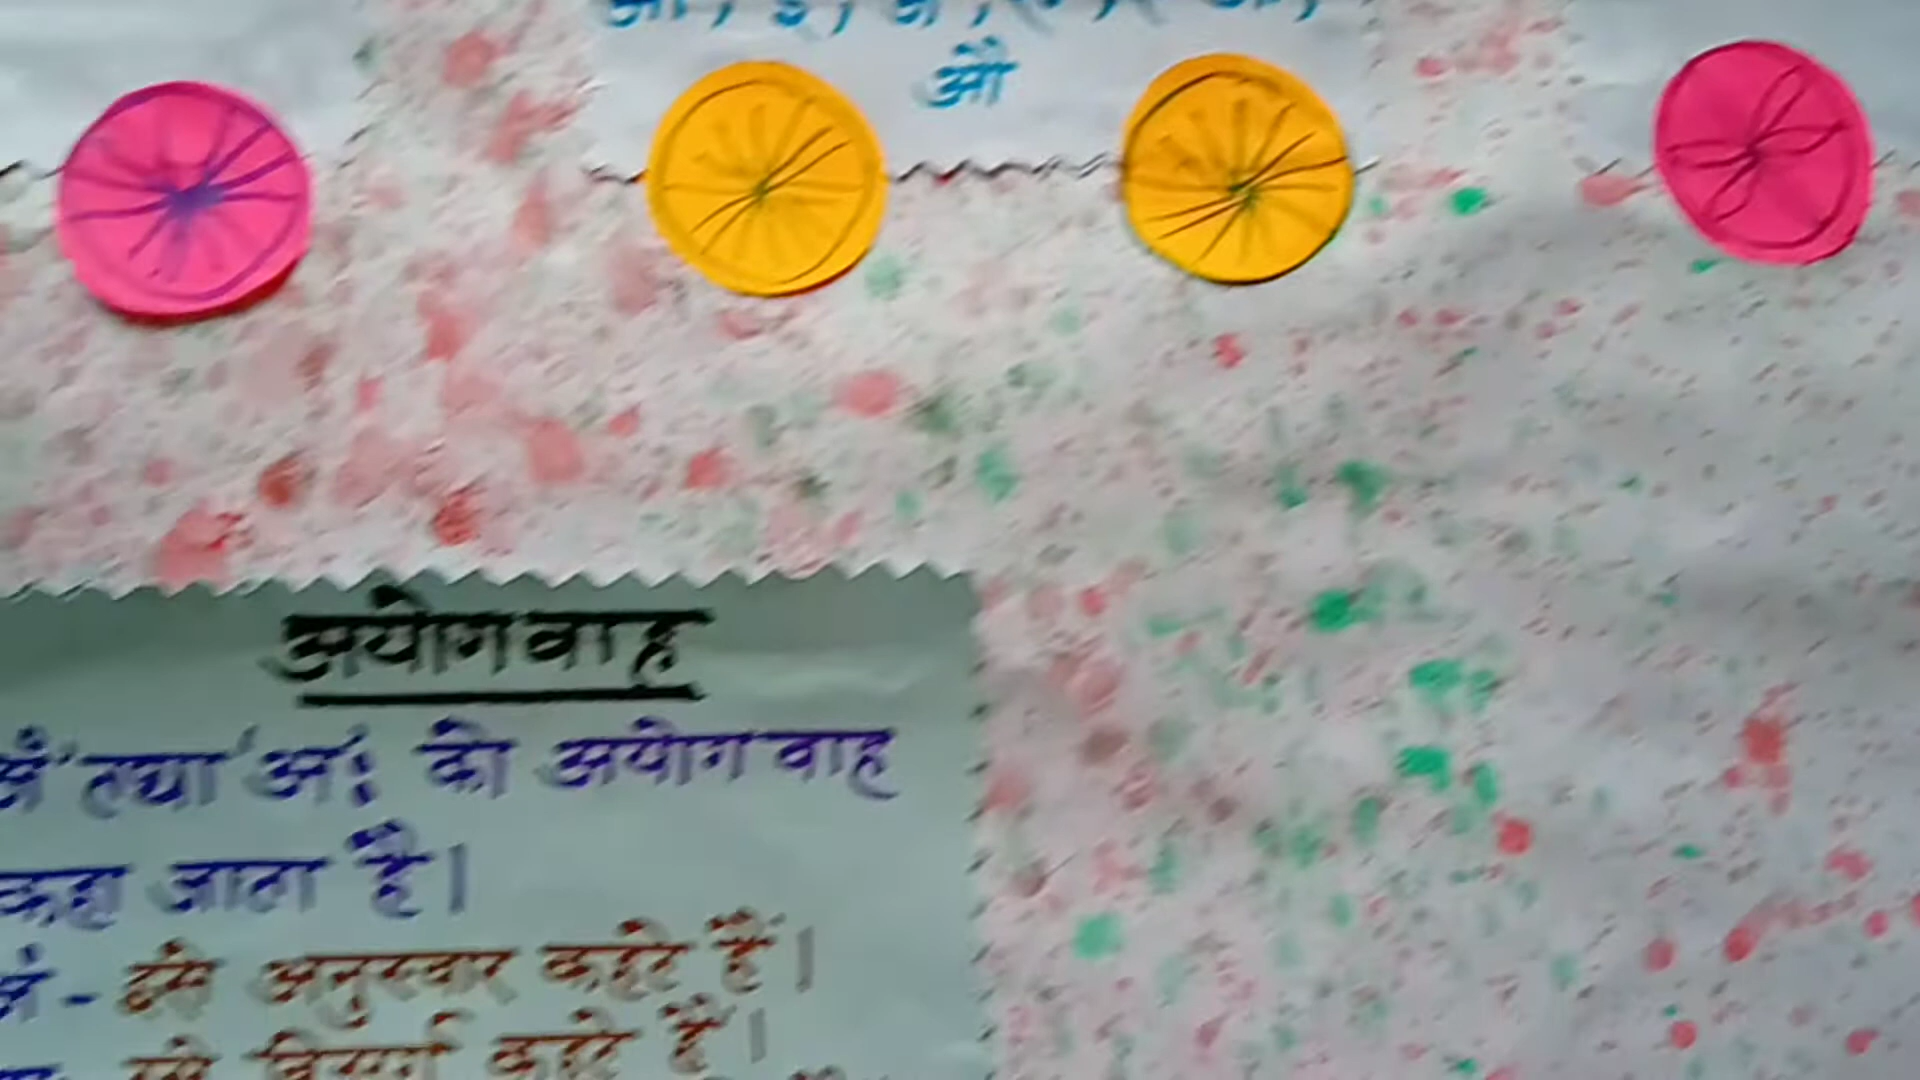 औ
अयोगवाह
अं' तथा 'अः' को अयोगवाह
कहा जाता है।
अं - इसे अनुस्वार कहते हैं।
इसे विसर्ग कहते हैं।